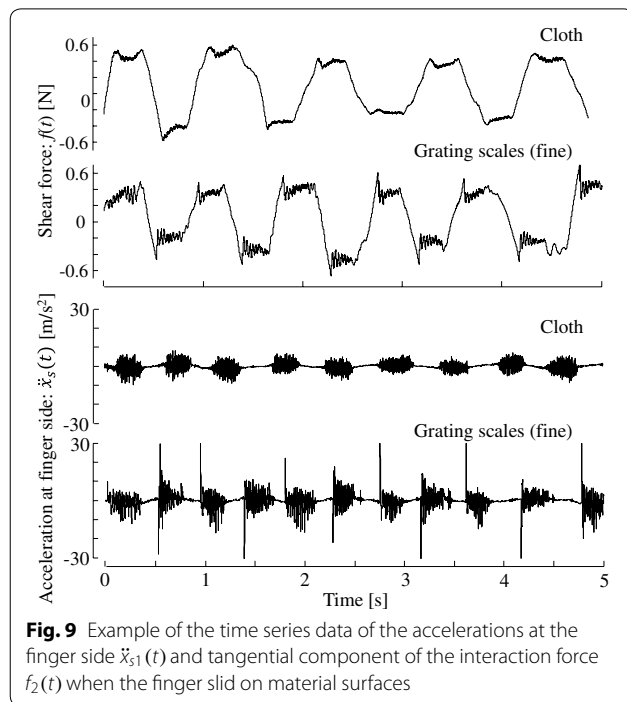 Cloth
0.6
0
-0.6
Shear force: f(t) [N]
Grating scales (fine)
0.6
0
-0.6
30
Cloth
-30
Acceleration at finger side: ẍₛ(t) [m/s²]
Grating scales (fine)
30
-30
0 1 2 3 4 5
Time [s]
Fig. 9 Example of the time series data of the accelerations at the
finger side ẍₛ₁(t) and tangential component of the interaction force
f₂(t) when the finger slid on material surfaces